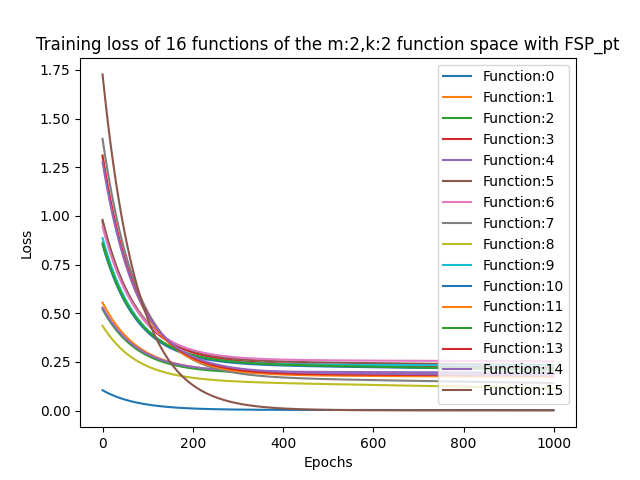 Training loss of 16 functions of the m:2,k:2 function space with FSP_pt
1.75
1.50
1.25
1.00
0.75
0.50
0.25
0.00
Loss
0 200 400 600 800 1000
Epochs
Function:0
Function:1
Function:2
Function:3
Function:4
Function:5
Function:6
Function:7
Function:8
Function:9
Function:10
Function:11
Function:12
Function:13
Function:14
Function:15